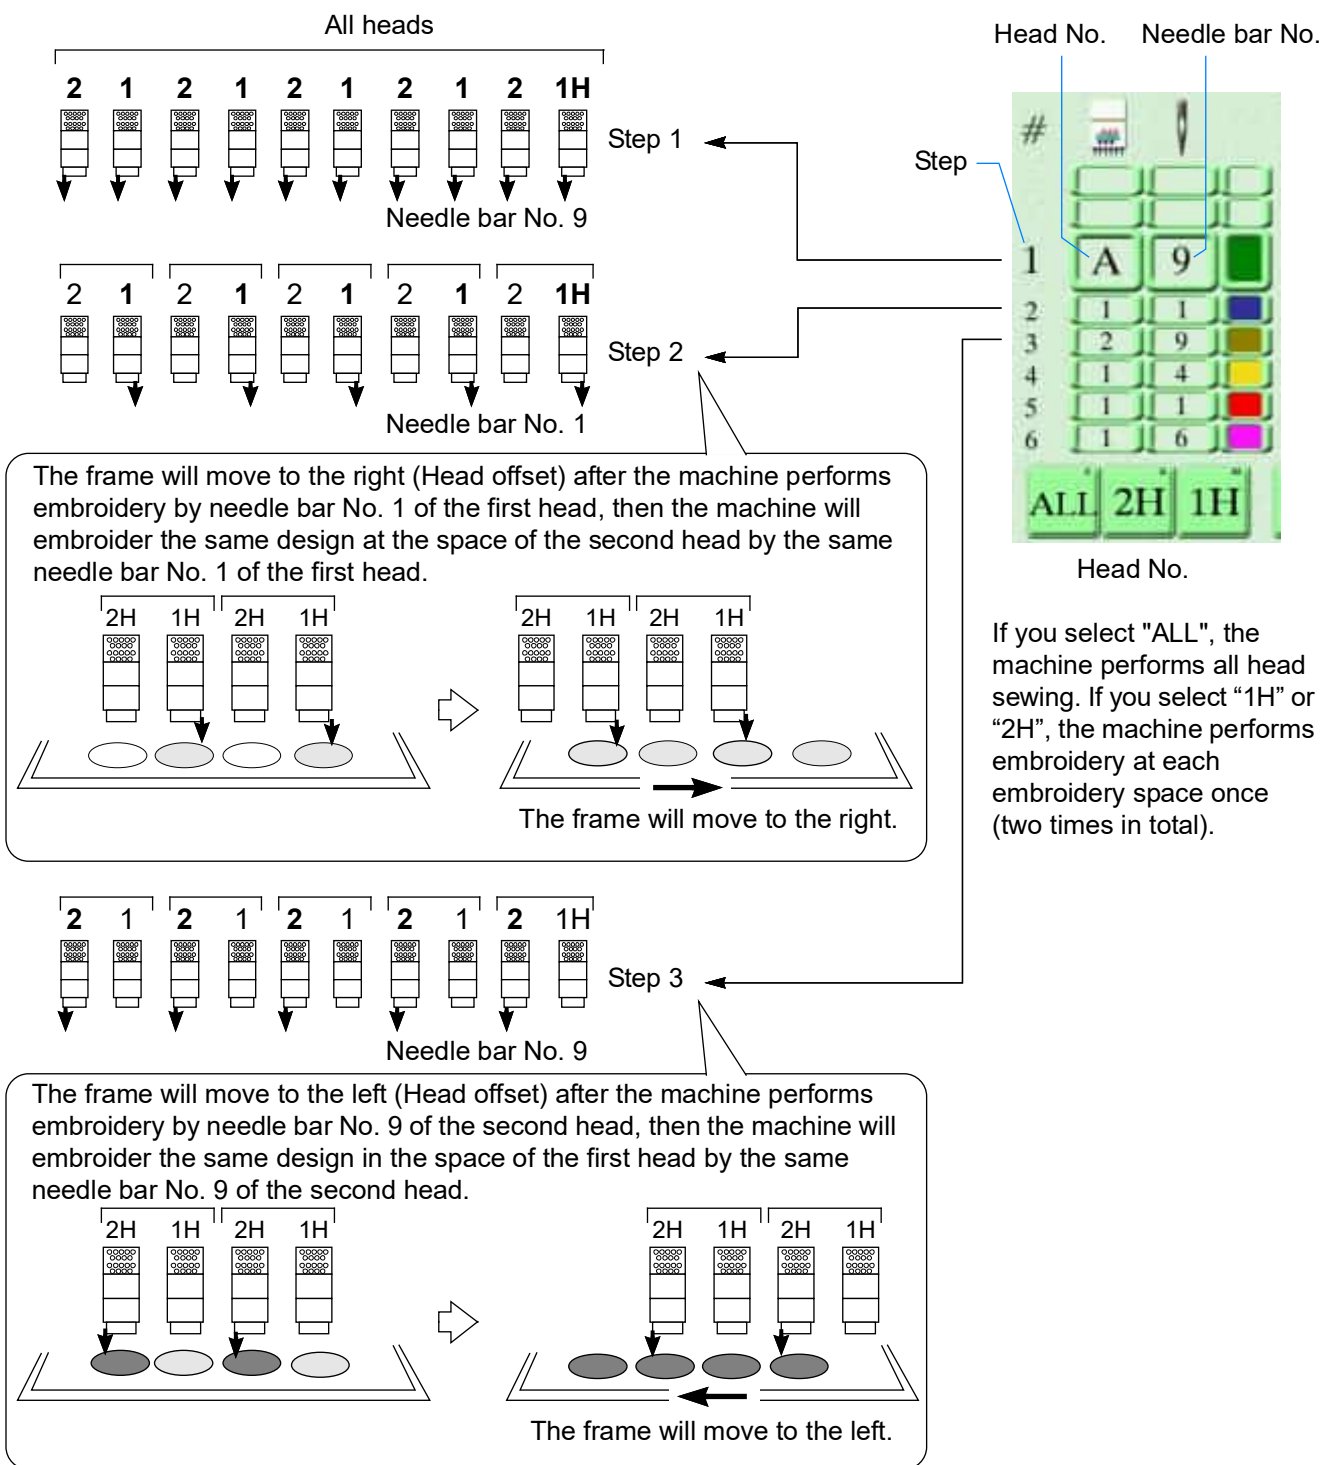 All heads
2 1 2 1 2 1 2 1 2 1H
Step 1
Needle bar No. 9
2 1 2 1 2 1 2 1 2 1H
Step 2
Needle bar No. 1
The frame will move to the right (Head offset) after the machine performs
embroidery by needle bar No. 1 of the first head, then the machine will
embroider the same design at the space of the second head by the same
needle bar No. 1 of the first head.
2H 1H 2H 1H
2H 1H 2H 1H
The frame will move to the right.
2 1 2 1 2 1 2 1 2 1H
Step 3
Needle bar No. 9
The frame will move to the left (Head offset) after the machine performs
embroidery by needle bar No. 9 of the second head, then the machine will
embroider the same design in the space of the first head by the same
needle bar No. 9 of the second head.
2H 1H 2H 1H
2H 1H 2H 1H
The frame will move to the left.
Head No. Needle bar No.
#
Step
1 A 9
2 1 1
3 2 9
4 1 4
5 1 1
6 1 6
ALL 2H 1H
Head No.
If you select "ALL", the
machine performs all head
sewing. If you select “1H” or
“2H”, the machine performs
embroidery at each
embroidery space once
(two times in total).